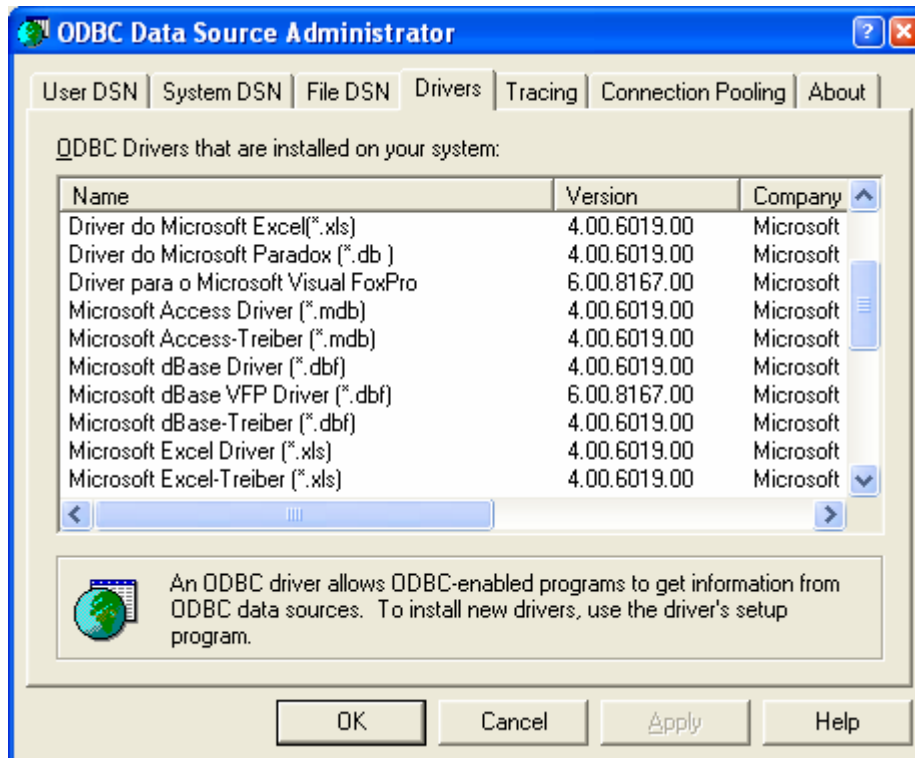 ODBC Data Source Administrator
User DSN System DSN File DSN Drivers Tracing Connection Pooling About
ODBC Drivers that are installed on your system:
Name Version Company
Driver do Microsoft Excel(*.xls) 4.00.6019.00 Microsoft
Driver do Microsoft Paradox (*.db ) 4.00.6019.00 Microsoft
Driver para o Microsoft Visual FoxPro 6.00.8167.00 Microsoft
Microsoft Access Driver (*.mdb) 4.00.6019.00 Microsoft
Microsoft Access-Treiber (*.mdb) 4.00.6019.00 Microsoft
Microsoft dBase Driver (*.dbf) 4.00.6019.00 Microsoft
Microsoft dBase VFP Driver (*.dbf) 6.00.8167.00 Microsoft
Microsoft dBase-Treiber (*.dbf) 4.00.6019.00 Microsoft
Microsoft Excel Driver (*.xls) 4.00.6019.00 Microsoft
Microsoft Excel-Treiber (*.xls) 4.00.6019.00 Microsoft
An ODBC driver allows ODBC-enabled programs to get information from
ODBC data sources. To install new drivers, use the driver's setup
program.
OK Cancel Apply Help